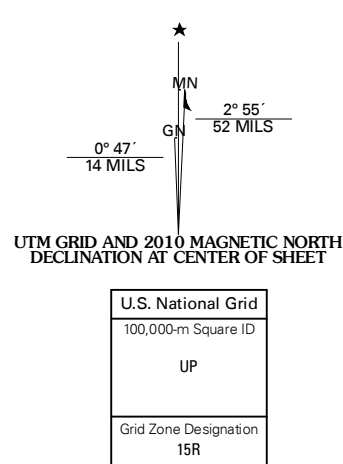 MN
GN
2° 55´
52 MILS
0° 47´
14 MILS
UTM GRID AND 2010 MAGNETIC NORTH
DECLINATION AT CENTER OF SHEET
U.S. National Grid
100,000-m Square ID
UP
Grid Zone Designation
15R